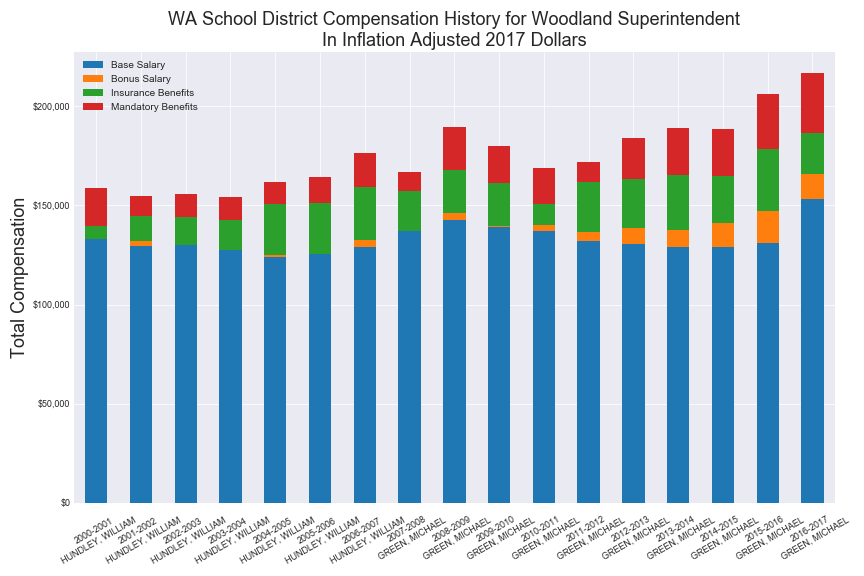 WA School District Compensation History for Woodland Superintendent
In Inflation Adjusted 2017 Dollars
Base Salary
Bonus Salary
Insurance Benefits
Mandatory Benefits
Total Compensation
$200,000
$150,000
$100,000
$50,000
$0
2000-2001
HUNDLEY, WILLIAM
2001-2002
HUNDLEY, WILLIAM
2002-2003
HUNDLEY, WILLIAM
2003-2004
HUNDLEY, WILLIAM
2004-2005
HUNDLEY, WILLIAM
2005-2006
HUNDLEY, WILLIAM
2006-2007
HUNDLEY, WILLIAM
2007-2008
GREEN, MICHAEL
2008-2009
GREEN, MICHAEL
2009-2010
GREEN, MICHAEL
2010-2011
GREEN, MICHAEL
2011-2012
GREEN, MICHAEL
2012-2013
GREEN, MICHAEL
2013-2014
GREEN, MICHAEL
2014-2015
GREEN, MICHAEL
2015-2016
GREEN, MICHAEL
2016-2017
GREEN, MICHAEL